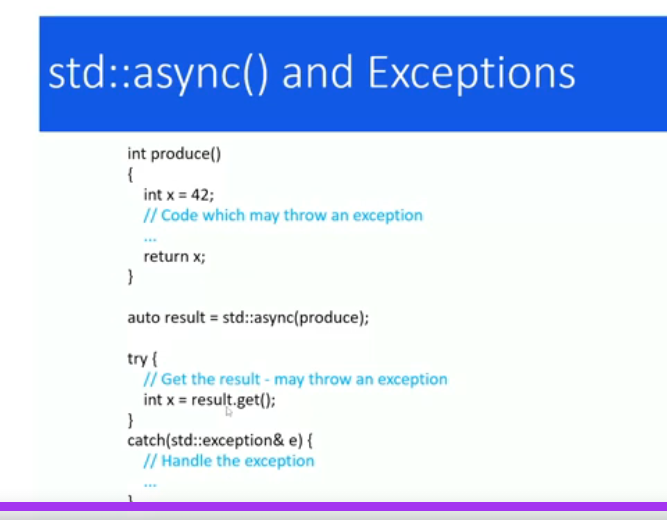 std::async() and Exceptions
int produce()
{
int x = 42;
// Code which may throw an exception
...
return x;
}
auto result = std::async(produce);
try {
// Get the result - may throw an exception
int x = result.get();
}
catch(std::exception& e) {
// Handle the exception
...
}